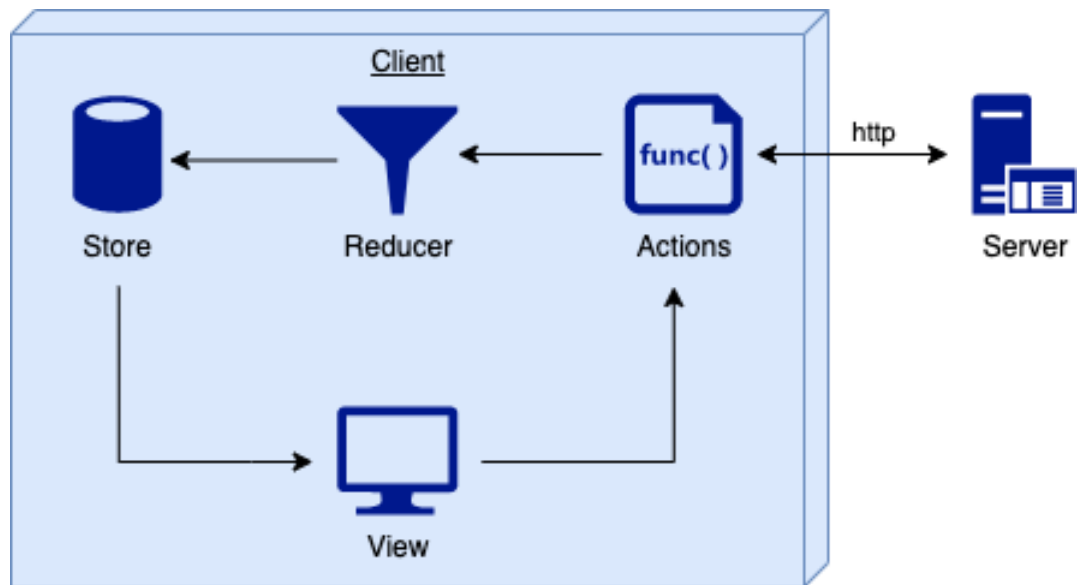 Client
http
func( )
Store
Reducer
Actions
Server
View